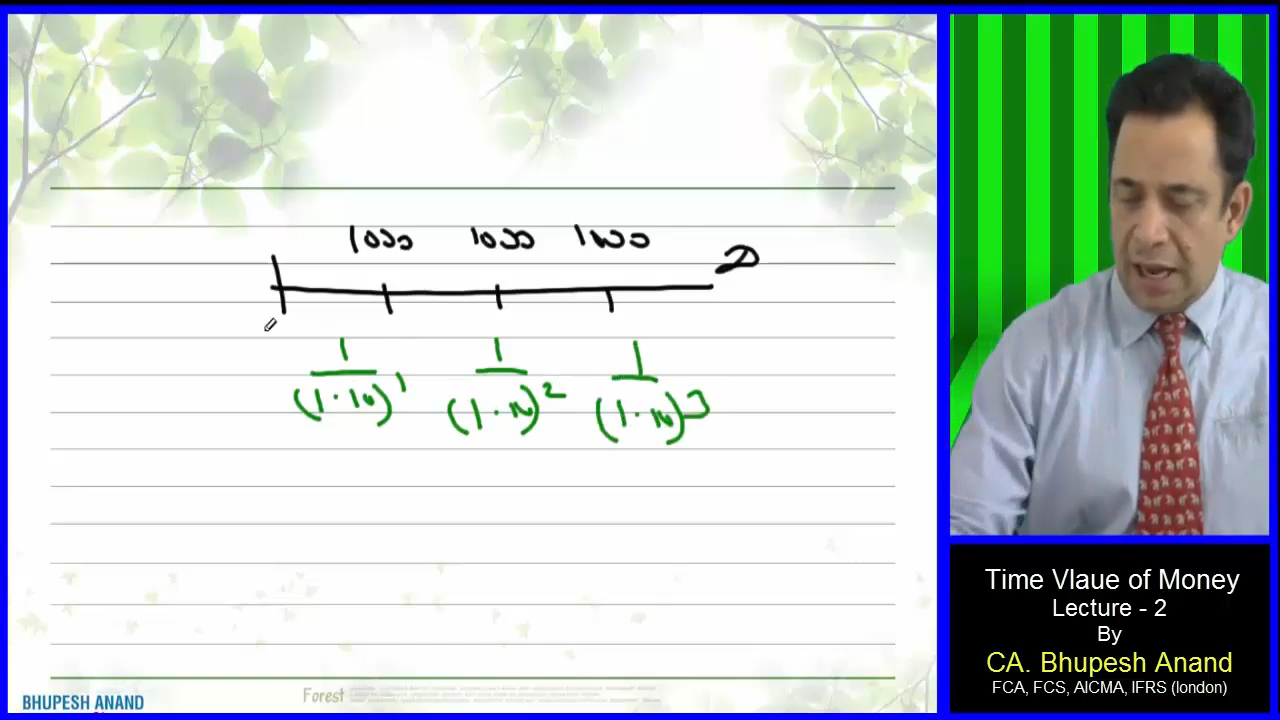 1000 1000 1000 ∞
1 1 1
(1.10)¹ (1.10)² (1.10)³
Time Vlaue of Money
Lecture - 2
By
CA. Bhupesh Anand
FCA, FCS, AICMA, IFRS (london)
BHUPESH ANAND
Forest